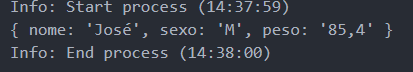 Info: Start process (14:37:59)
{ nome: 'José', sexo: 'M', peso: '85,4' }
Info: End process (14:38:00)